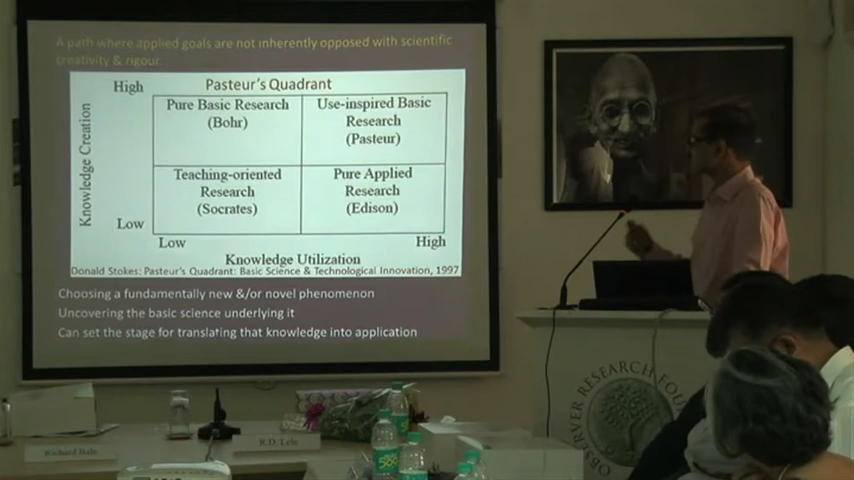 A path where applied goals are not inherently opposed with scientific
creativity & rigour
Pasteur's Quadrant
High
Knowledge Creation
Low
Pure Basic Research
(Bohr)
Use-inspired Basic
Research
(Pasteur)
Teaching-oriented
Research
(Socrates)
Pure Applied
Research
(Edison)
Low
High
Knowledge Utilization
Donald Stokes: Pasteur's Quadrant: Basic Science & Technological Innovation, 1997
Choosing a fundamentally new &/or novel phenomenon
Uncovering the basic science underlying it
Can set the stage for translating that knowledge into application
OBSERVER RESEARCH
R.D. Lele
Richard